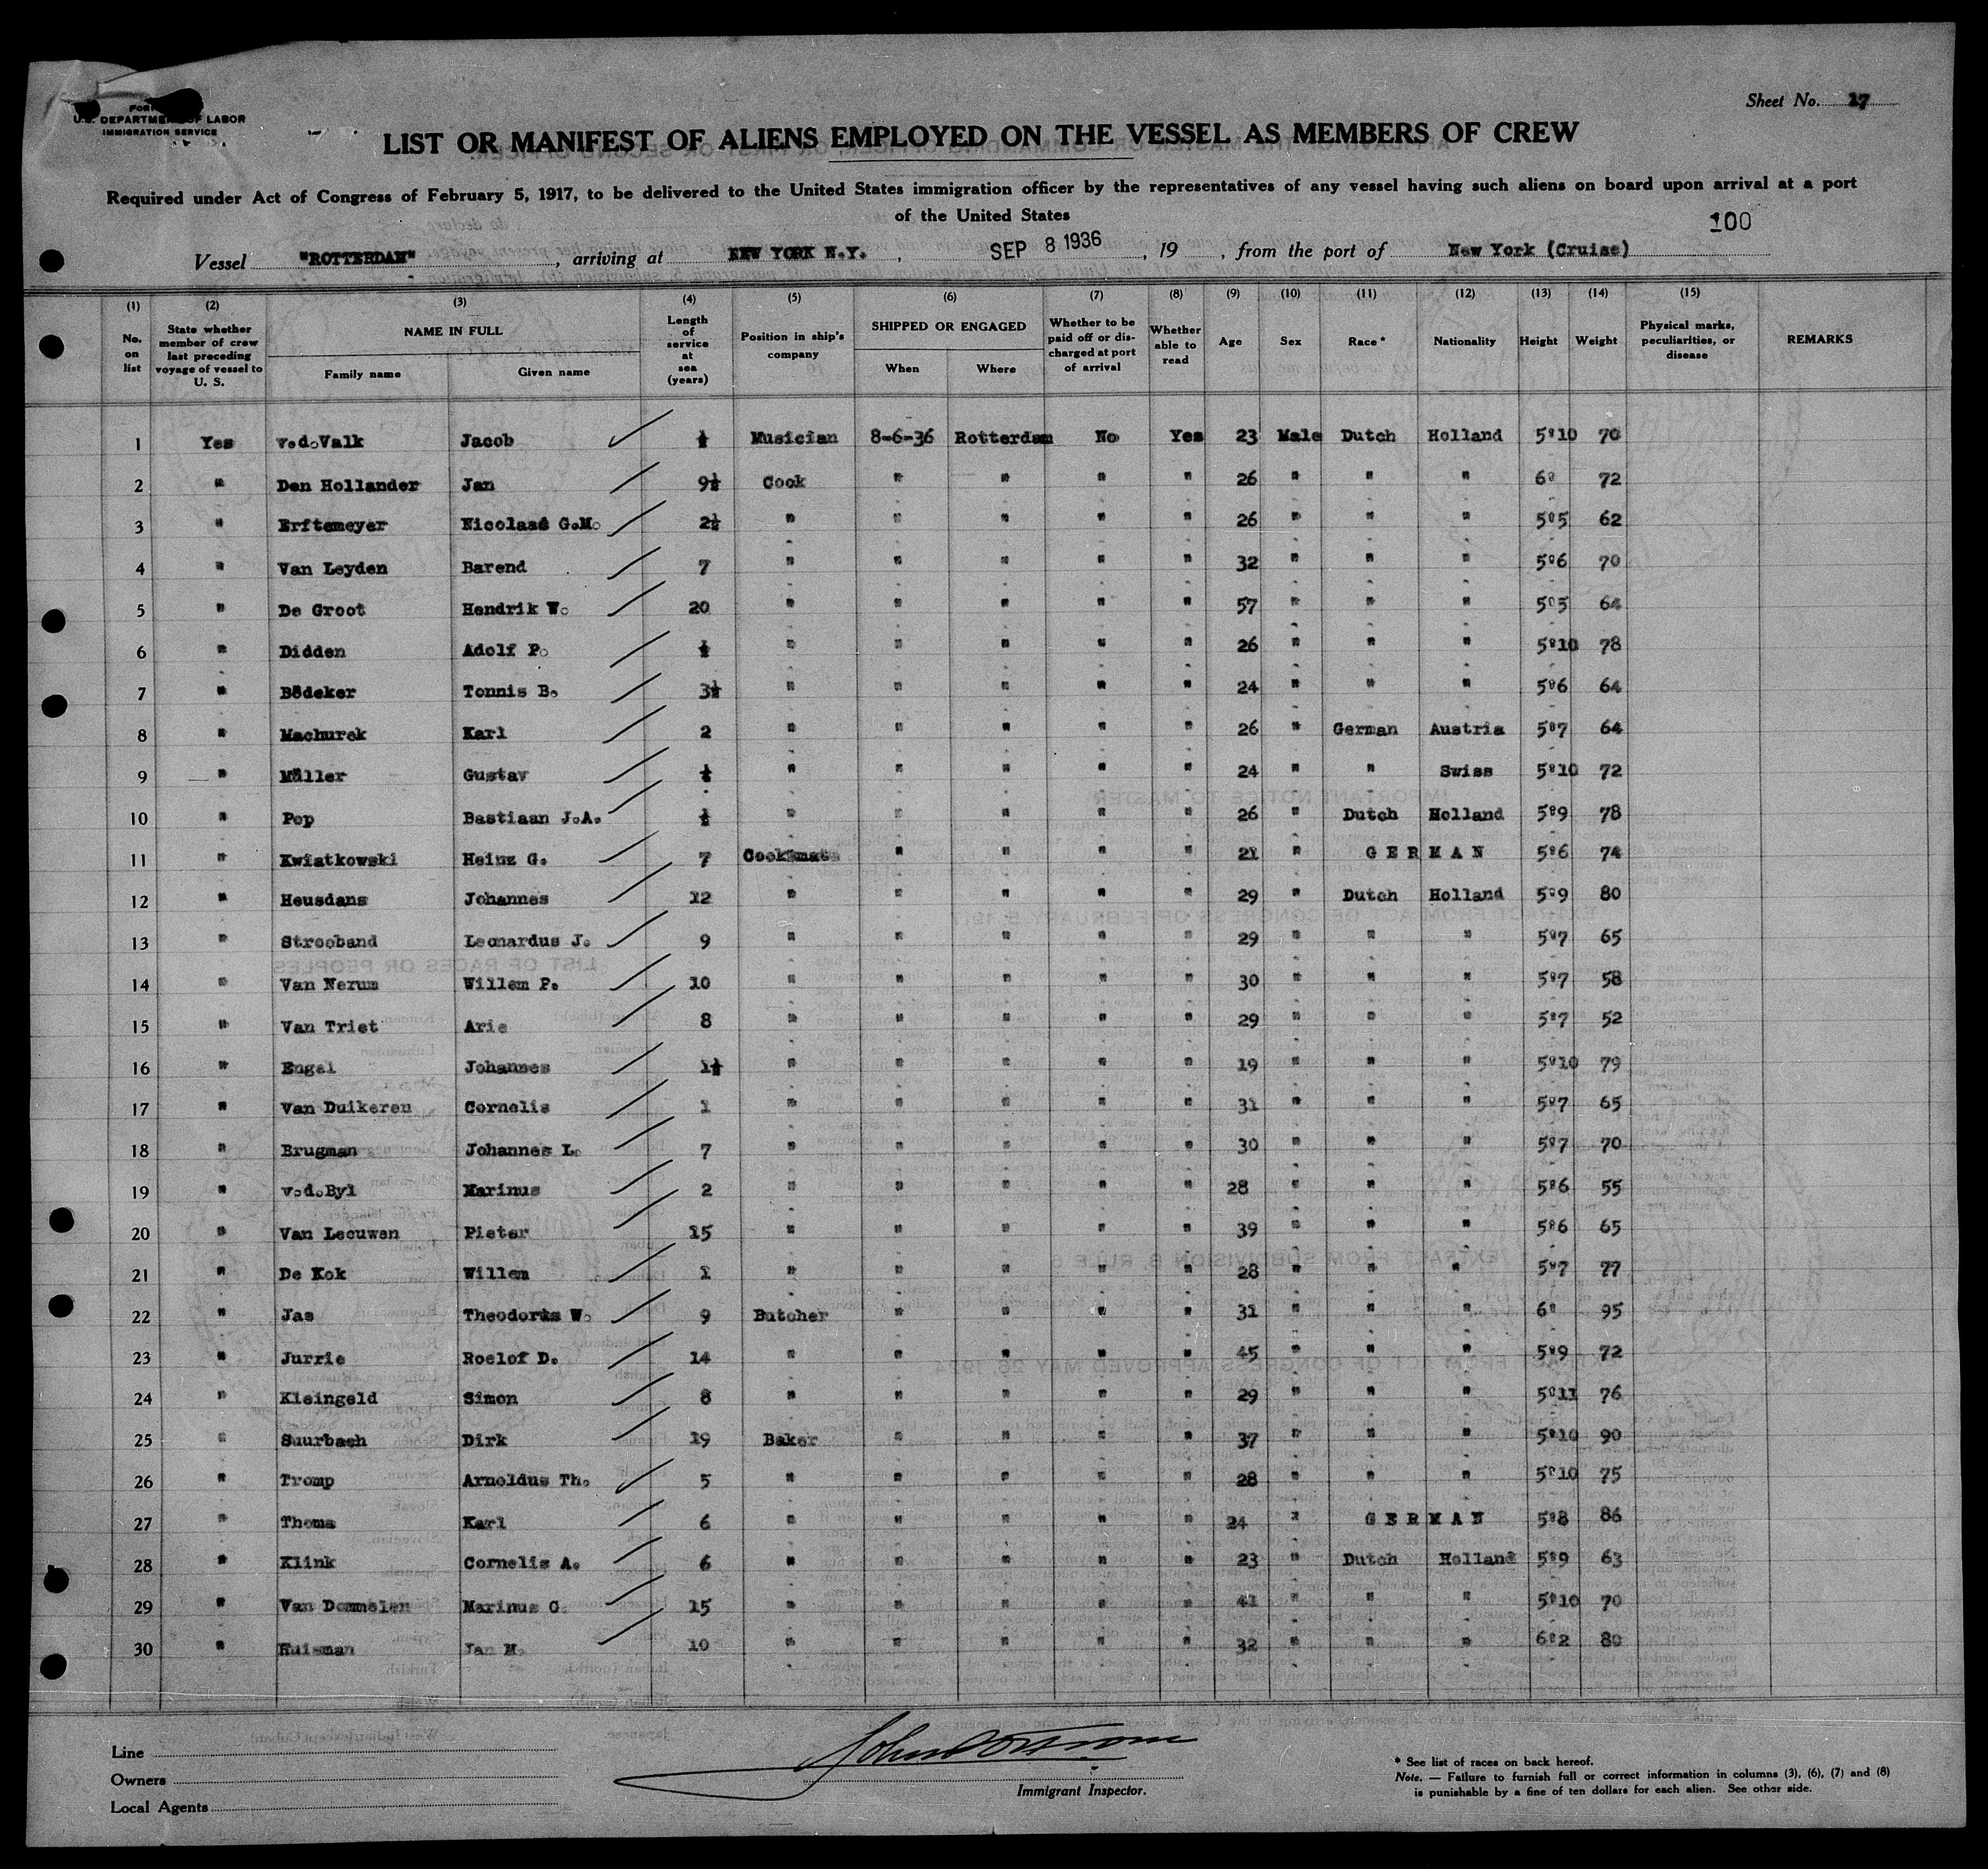 FORM
U.S. DEPARTMENT OF LABOR
IMMIGRATION SERVICE
Sheet No. 17
LIST OR MANIFEST OF ALIENS EMPLOYED ON THE VESSEL AS MEMBERS OF CREW
Required under Act of Congress of February 5, 1917, to be delivered to the United States immigration officer by the representatives of any vessel having such aliens on board upon arrival at a port
of the United States
100
Vessel "ROTTERDAM", arriving at NEW YORK N.Y., SEP 8 1936, 19 , from the port of New York (Cruise)
(1) (2) (3) (4) (5) (6) (7) (8) (9) (10) (11) (12) (13) (14) (15)
No. on list | State whether member of crew last preceding voyage of vessel to U. S. | NAME IN FULL | Family name | Given name | Length of service at sea (years) | Position in ship's company | SHIPPED OR ENGAGED | When | Where | Whether to be paid off or discharged at port of arrival | Whether able to read | Age | Sex | Race* | Nationality | Height | Weight | Physical marks, peculiarities, or disease | REMARKS
1 Yes v.d.Valk Jacob Musician 8-6-36 Rotterdam No Yes 23 Male Dutch Holland 5°10 70
2 " Den Hollander Jan 9½ Cook " " " " 26 " " " 6° 72
3 " Erftemeyer Nicolaas G.M. 2½ " " " " " 26 " " " 5°5 62
4 " Van Leyden Barend 7 " " " " " 32 " " " 5°6 70
5 " De Groot Hendrik W. 20 " " " " " 57 " " " 5°5 64
6 " Didden Adolf P. ½ " " " " " 26 " " " 5°10 78
7 " Bödeker Tonnis B. 3½ " " " " " 24 " " " 5°6 64
8 " Machurek Karl 2 " " " " " 26 " German Austria 5°7 64
9 " Müller Gustav " " " " " 24 " " Swiss 5°10 72
10 " Pop Bastiaan J.A. ½ " " " " " 26 " Dutch Holland 5°9 78
11 " Kwiatkowski Heinz G. 7 Cooksmate " " " " 21 " GERMAN 5°6 74
12 " Heusdans Johannes 12 " " " " " 29 " Dutch Holland 5°9 80
13 " Strooband Leonardus J. 9 " " " " " 29 " " " 5°7 65
14 " Van Nerum Willem P. 10 " " " " " 30 " " " 5°7 58
15 " Van Triet Arie 8 " " " " " 29 " " " 5°7 52
16 " Engel Johannes 1½ " " " " " 19 " " " 5°10 79
17 " Van Duikeren Cornelis 1 " " " " " 31 " " " 5°7 65
18 " Brugman Johannes L. 7 " " " " " 30 " " " 5°7 70
19 " v.d.Byl Marinus 2 " " " " " 28 " " " 5°6 55
20 " Van Leeuwen Pieter 15 " " " " " 39 " " " 5°6 65
21 " De Kok Willem 1 " " " " " 28 " " " 5°7 77
22 " Jas Theodorus W. 9 Butcher " " " " 31 " " " 6° 95
23 " Jurrie Roelof D. 14 " " " " " 45 " " " 5°9 72
24 " Kleingeld Simon 8 " " " " " 29 " " " 5°11 76
25 " Suurbach Dirk 19 Baker " " " " 37 " " " 5°10 90
26 " Tromp Arnoldus Th. 5 " " " " " 28 " " " 5°10 75
27 " Thoma Karl 6 " " " " " 24 " GERMAN 5°8 86
28 " Klink Cornelis A. 6 " " " " " 23 " Dutch Holland 5°9 63
29 " Van Dommelen Marinus G. 15 " " " " " 41 " " " 5°10 70
30 " Huisman Jan M. 10 " " " " " 32 " " " 6°2 80
Line
Owners
Local Agents
Immigrant Inspector.
* See list of races on back hereof.
Note. — Failure to furnish full or correct information in columns (3), (6), (7) and (8)
is punishable by a fine of ten dollars for each alien. See other side.